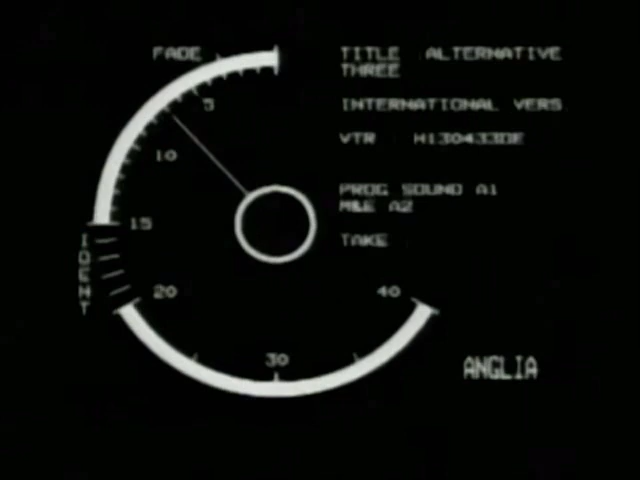 FADE
TITLE ALTERNATIVE
THREE
5
INTERNATIONAL VERS
VTR H130433DE
10
PROG SOUND A1
M&E A2
15
TAKE
IDENT
20
40
30
ANGLIA